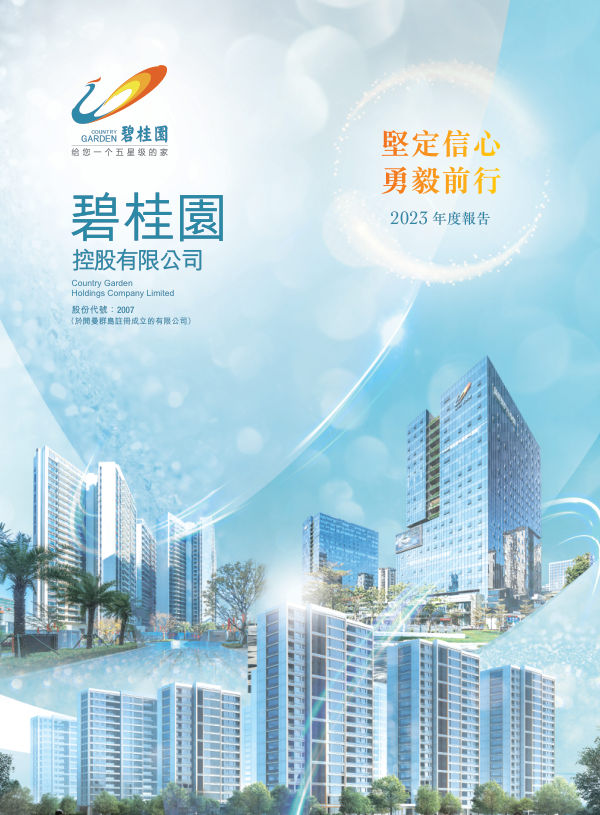 COUNTRY
GARDEN 碧桂園
给您一个五星级的家
堅定信心
勇毅前行
2023 年度報告
碧桂園
控股有限公司
Country Garden
Holdings Company Limited
股份代號：2007
（於開曼群島註冊成立的有限公司）